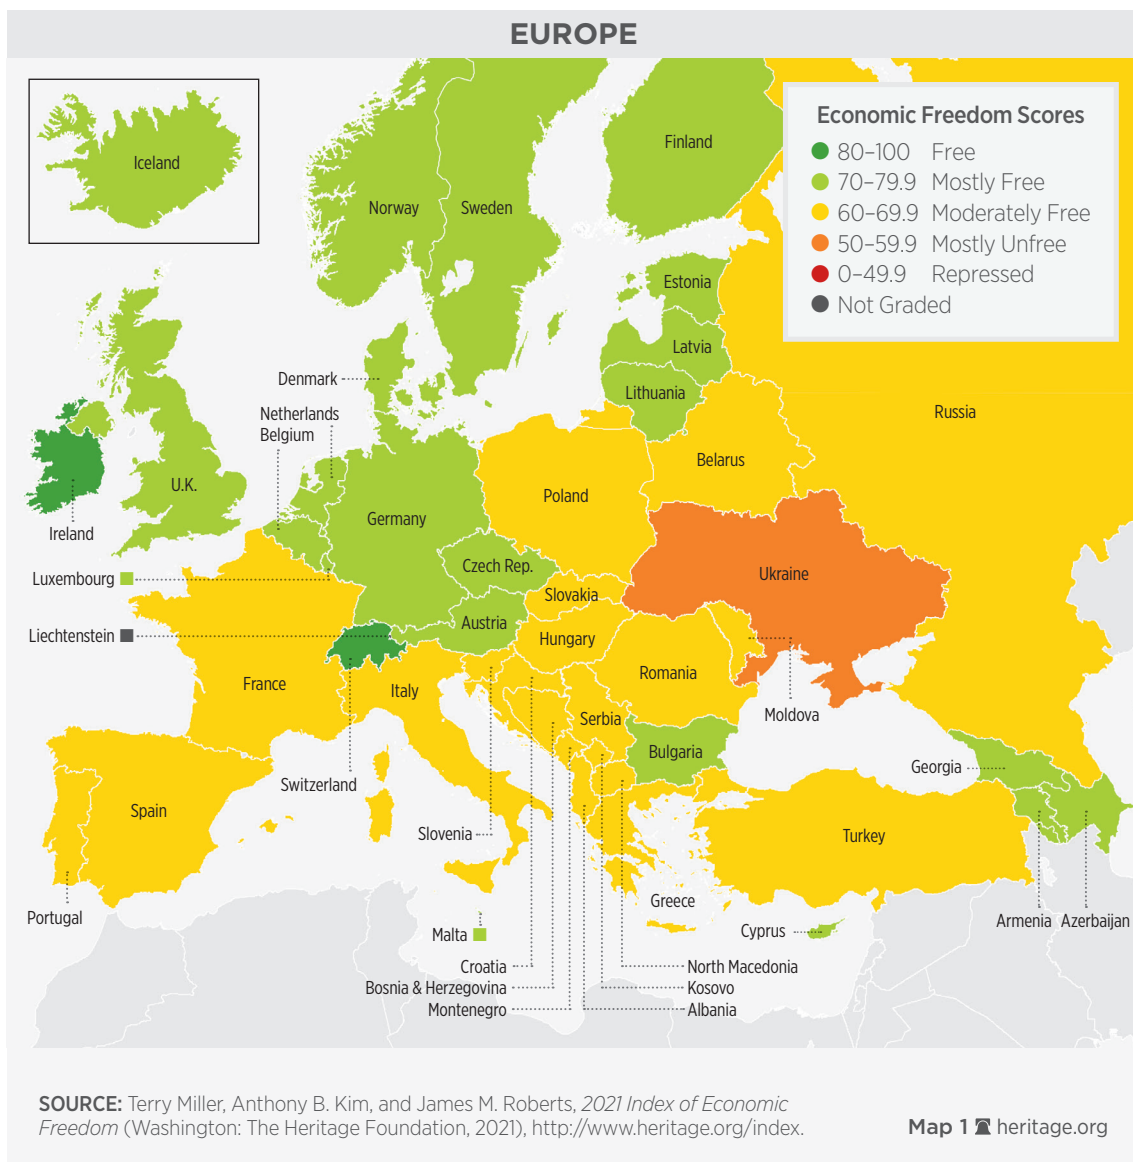 EUROPE
Economic Freedom Scores
80–100 Free
70–79.9 Mostly Free
60–69.9 Moderately Free
50–59.9 Mostly Unfree
0–49.9 Repressed
Not Graded
Iceland
Finland
Norway
Sweden
Estonia
Latvia
Denmark
Lithuania
Netherlands
Belgium
Russia
Belarus
U.K.
Poland
Germany
Ireland
Czech Rep.
Ukraine
Luxembourg
Slovakia
Austria
Liechtenstein
Hungary
Romania
France
Italy
Moldova
Serbia
Bulgaria
Georgia
Switzerland
Spain
Slovenia
Turkey
Greece
Portugal
Armenia
Azerbaijan
Malta
Cyprus
Croatia
North Macedonia
Bosnia & Herzegovina
Kosovo
Montenegro
Albania
SOURCE: Terry Miller, Anthony B. Kim, and James M. Roberts, 2021 Index of Economic
Freedom (Washington: The Heritage Foundation, 2021), http://www.heritage.org/index.
Map 1 heritage.org